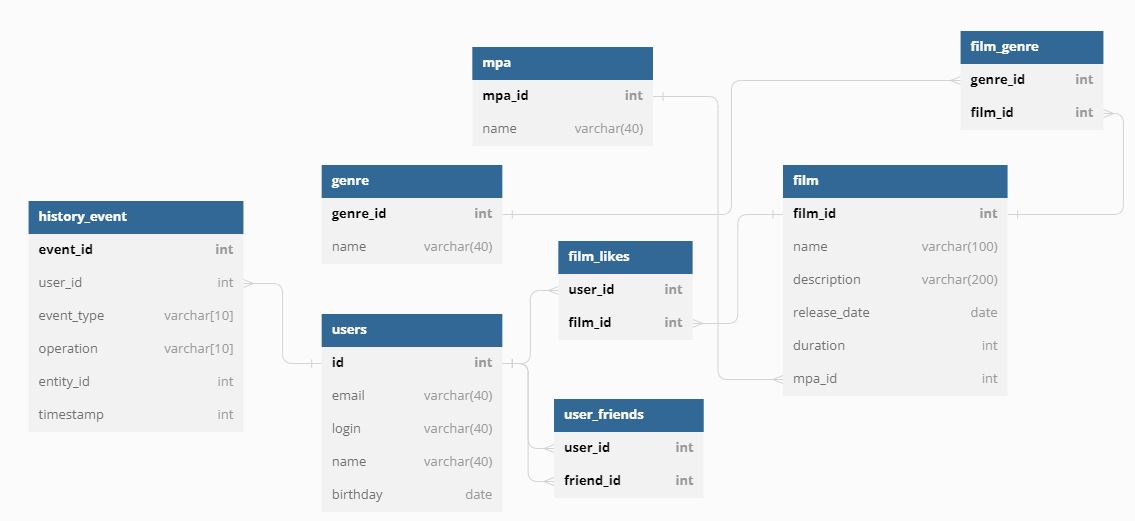 mpa
mpa_id int
name varchar(40)
film_genre
genre_id int
film_id int
genre
genre_id int
name varchar(40)
film
film_id int
name varchar(100)
description varchar(200)
release_date date
duration int
mpa_id int
history_event
event_id int
user_id int
event_type varchar[10]
operation varchar[10]
entity_id int
timestamp int
film_likes
user_id int
film_id int
users
id int
email varchar(40)
login varchar(40)
name varchar(40)
birthday date
user_friends
user_id int
friend_id int